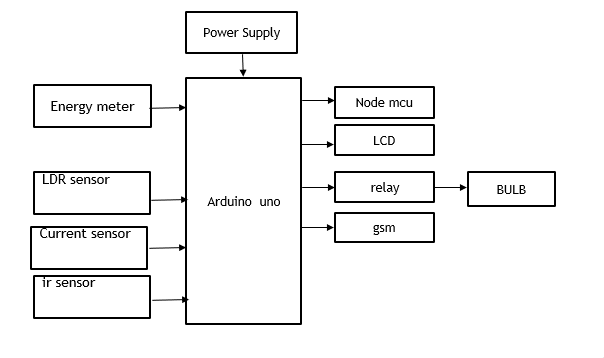 Power Supply
Energy meter
Node mcu
LCD
LDR sensor
relay
BULB
Arduino uno
Current sensor
gsm
ir sensor